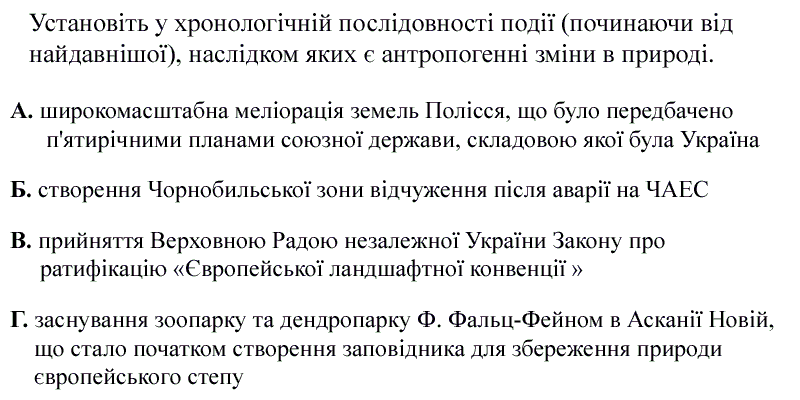 Установіть у хронологічній послідовності події (починаючи від
найдавнішої), наслідком яких є антропогенні зміни в природі.
А. широкомасштабна меліорація земель Полісся, що було передбачено
п'ятирічними планами союзної держави, складовою якої була Україна
Б. створення Чорнобильської зони відчуження після аварії на ЧАЕС
В. прийняття Верховною Радою незалежної України Закону про
ратифікацію «Європейської ландшафтної конвенції »
Г. заснування зоопарку та дендропарку Ф. Фальц-Фейном в Асканії Новій,
що стало початком створення заповідника для збереження природи
європейського степу